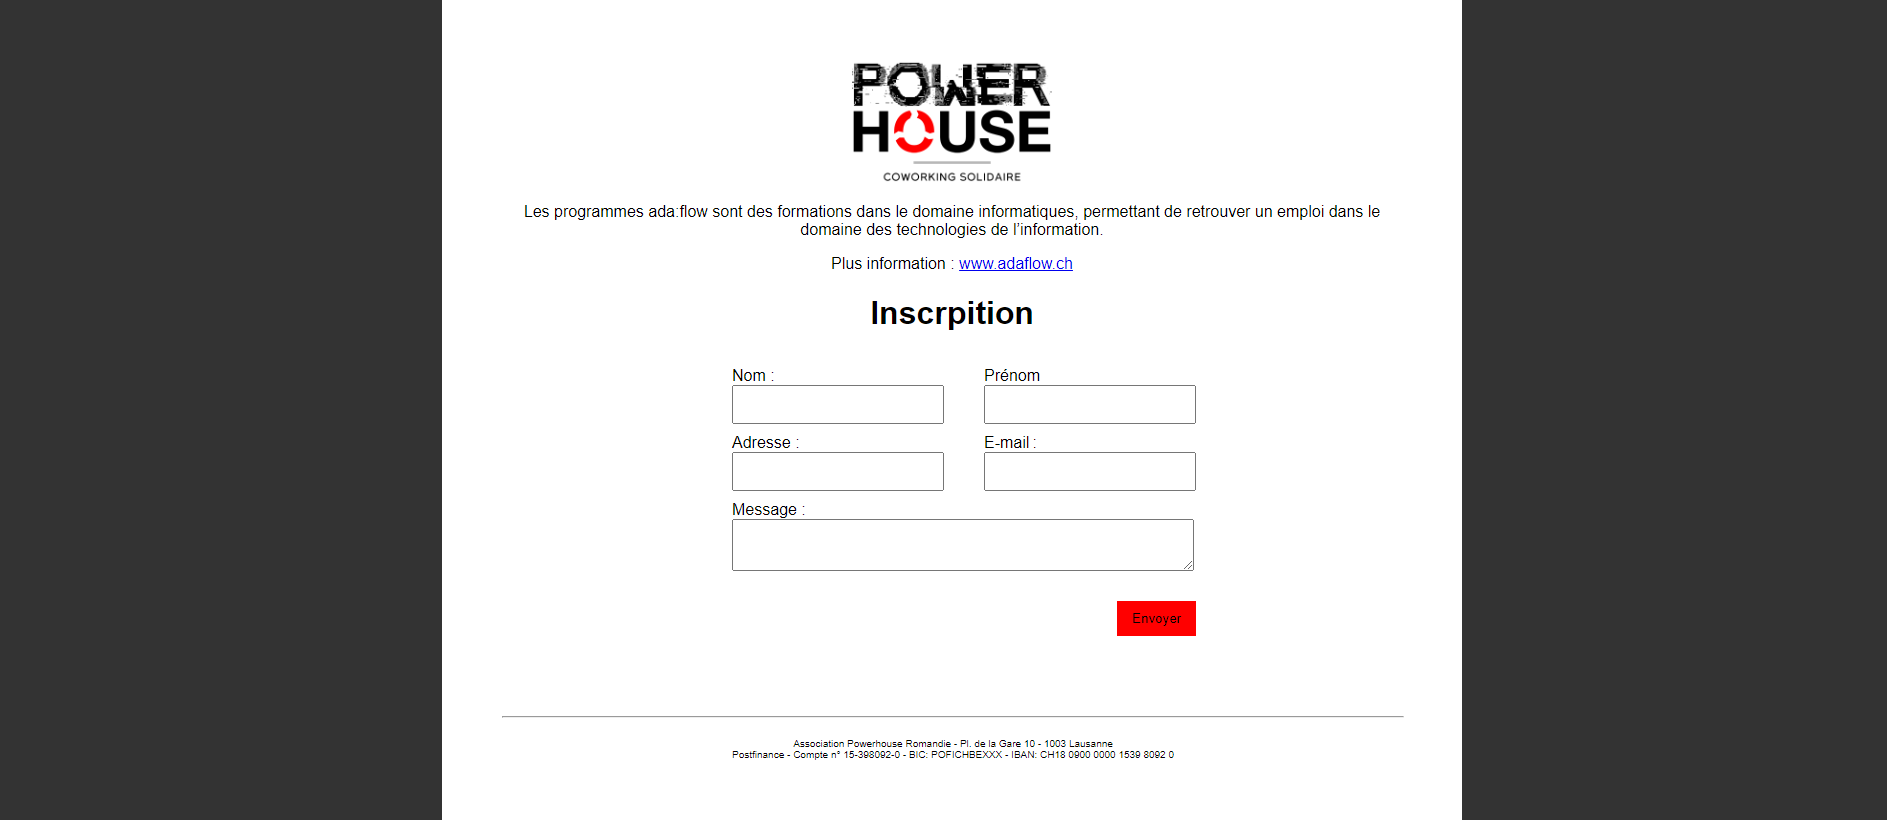 POWER
HOUSE
COWORKING SOLIDAIRE
Les programmes ada:flow sont des formations dans le domaine informatiques, permettant de retrouver un emploi dans le
domaine des technologies de l'information.
Plus information : www.adaflow.ch
Inscrpition
Nom :
Prénom
Adresse :
E-mail :
Message :
Envoyer
Association Powerhouse Romandie - Pl. de la Gare 10 - 1003 Lausanne
Postfinance - Compte n° 15-398092-0 - BIC: POFICHBEXXX - IBAN: CH18 0900 0000 1539 8092 0